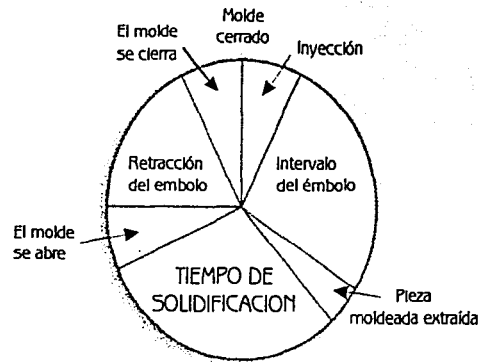 Molde
cerrado
El molde
se cierra
Inyección
Retracción
del embolo
Intervalo
del émbolo
El molde
se abre
TIEMPO DE
SOLIDIFICACION
Pieza
moldeada extraída